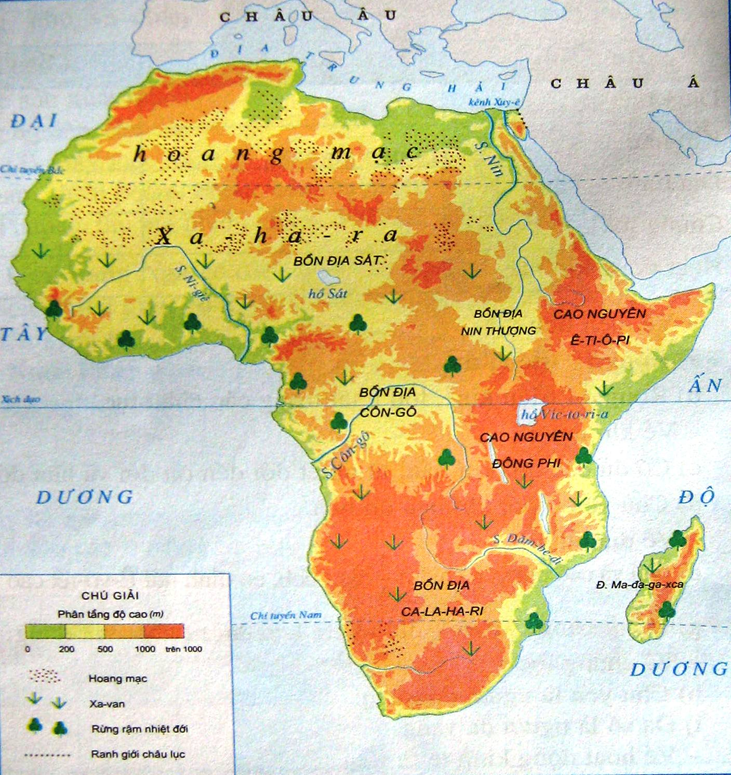 CHÂU ÂU
ĐỊA TRUNG HẢI
CHÂU Á
kênh Xuy-ê
ĐẠI
hoang mạc
S. Nin
Chí tuyến Bắc
Xa-ha-ra
BỒN ĐỊA SÁT
hồ Sát
S. Ni-giê
BỒN ĐỊA
NIN THƯỢNG
CAO NGUYÊN
Ê-TI-Ô-PI
TÂY
Xích đạo
BỒN ĐỊA
CÔN-GÔ
hồ Vic-to-ri-a
ẤN
S. Côn-gô
CAO NGUYÊN
ĐÔNG PHI
DƯƠNG
ĐỘ
S. Dăm-be-di
Đ. Ma-đa-ga-xca
BỒN ĐỊA
CA-LA-HA-RI
Chí tuyến Nam
DƯƠNG
CHÚ GIẢI
Phân tầng độ cao (m)
0 200 500 1000 trên 1000
Hoang mạc
Xa-van
Rừng rậm nhiệt đới
Ranh giới châu lục